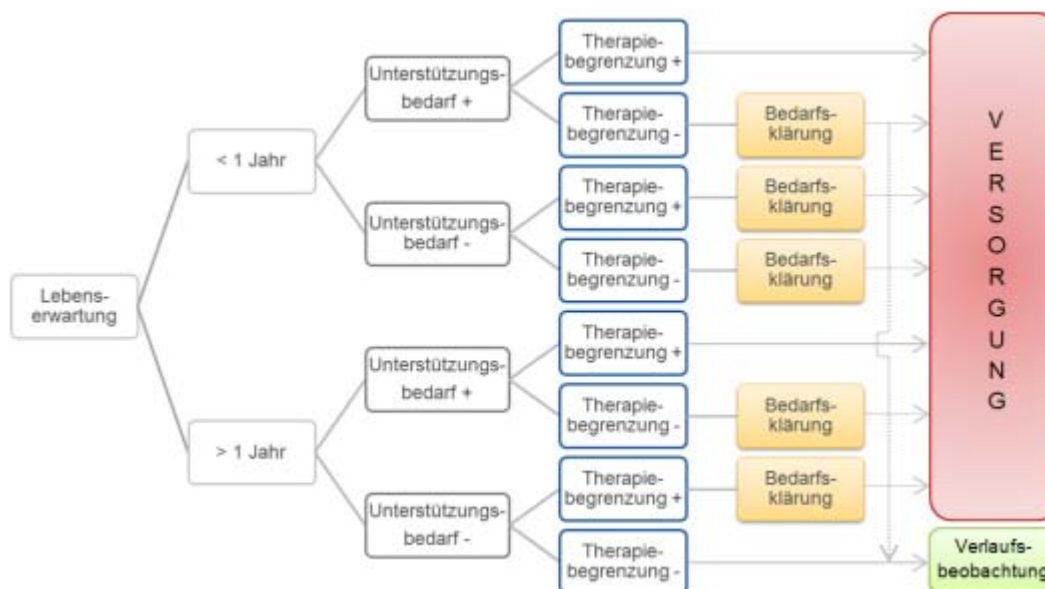 Lebens-
erwartung
< 1 Jahr
> 1 Jahr
Unterstützungs-
bedarf +
Unterstützungs-
bedarf -
Unterstützungs-
bedarf +
Unterstützungs-
bedarf -
Therapie-
begrenzung +
Therapie-
begrenzung -
Therapie-
begrenzung +
Therapie-
begrenzung -
Therapie-
begrenzung +
Therapie-
begrenzung -
Therapie-
begrenzung +
Therapie-
begrenzung -
Bedarfs-
klärung
Bedarfs-
klärung
Bedarfs-
klärung
Bedarfs-
klärung
Bedarfs-
klärung
VERSORGUNG
Verlaufs-
beobachtung